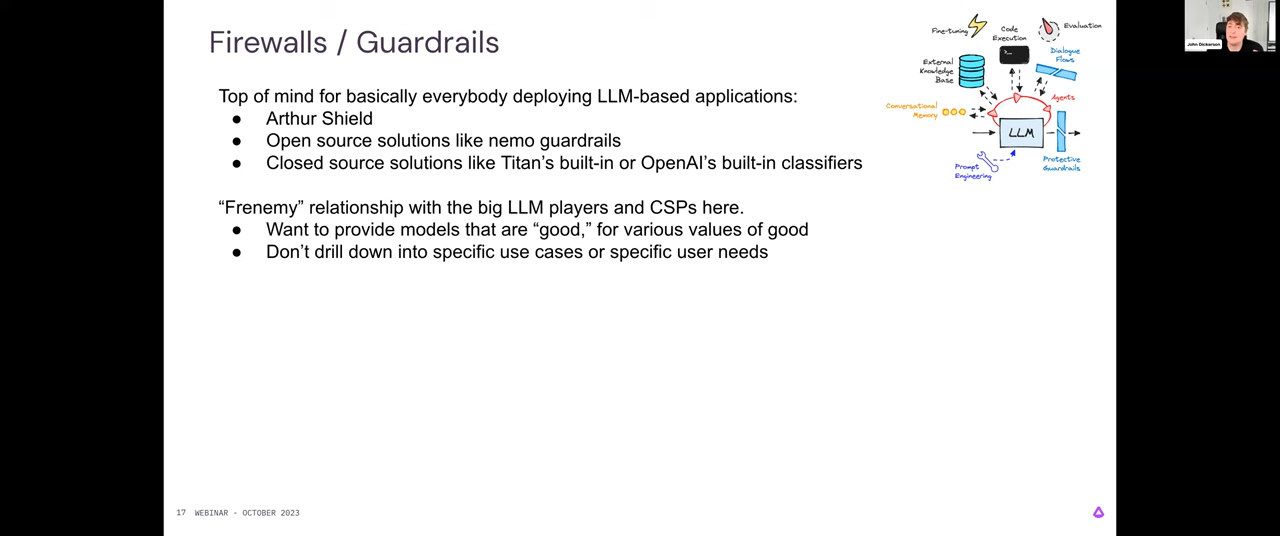 Firewalls / Guardrails
Top of mind for basically everybody deploying LLM-based applications:
● Arthur Shield
● Open source solutions like nemo guardrails
● Closed source solutions like Titan’s built-in or OpenAI’s built-in classifiers
“Frenemy” relationship with the big LLM players and CSPs here.
● Want to provide models that are “good,” for various values of good
● Don’t drill down into specific use cases or specific user needs
Fine-tuning
Code
Execution
Evaluation
Dialogue
Flows
External
Knowledge
Base
Agents
Conversational
Memory
LLM
Prompt
Engineering
Protective
Guardrails
17 WEBINAR - OCTOBER 2023
John Dickerson